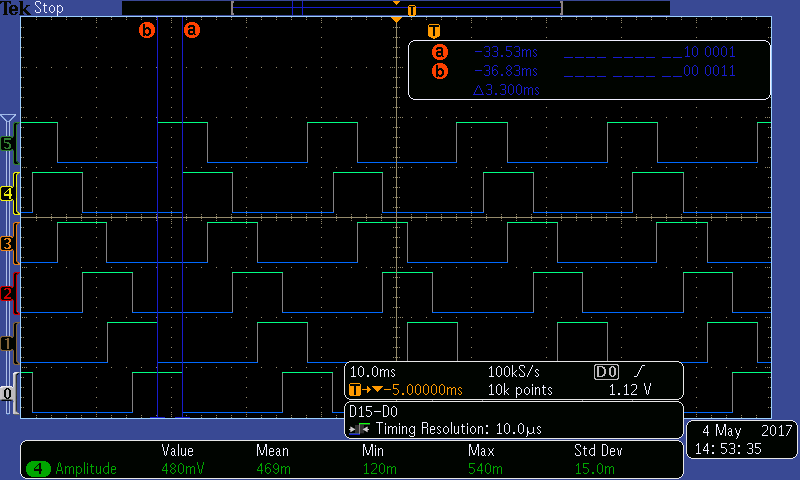 Tek Stop
T
b a T
a -33.53ms ____ ____ __10 0001
b -36.83ms ____ ____ __00 0011
△3.300ms
5
4
3
2
1
0
10.0ms 100kS/s D0
T→▼-5.00000ms 10k points 1.12 V
D15-D0
Timing Resolution: 10.0µs
4 May 2017
14: 53: 35
Value Mean Min Max Std Dev
4 Amplitude 480mV 469m 120m 540m 15.0m